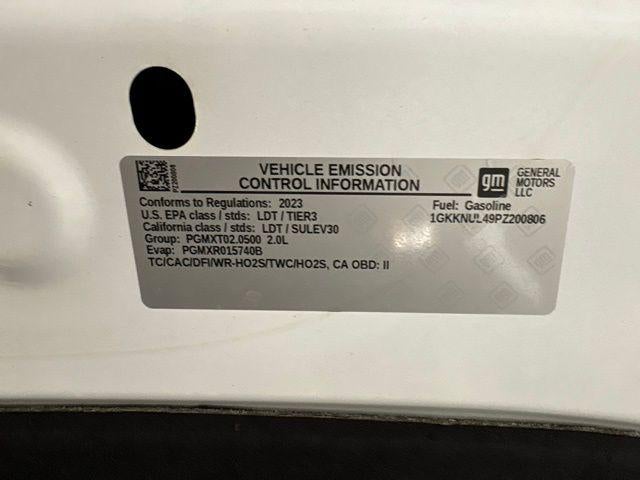 VEHICLE EMISSION
CONTROL INFORMATION
gm
GENERAL
MOTORS
LLC
Conforms to Regulations: 2023
U.S. EPA class / stds: LDT / TIER3
California class / stds: LDT / SULEV30
Group: PGMXT02.0500 2.0L
Evap: PGMXR015740B
TC/CAC/DFI/WR-HO2S/TWC/HO2S, CA OBD: II
Fuel: Gasoline
1GKKNUL49PZ200806